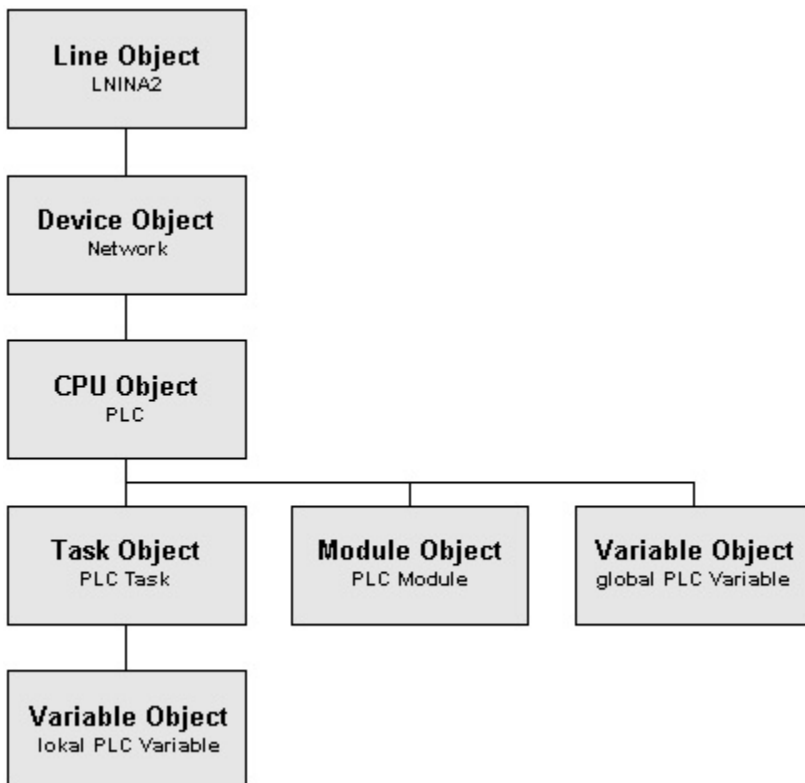 Line Object
LNINA2
Device Object
Network
CPU Object
PLC
Task Object
PLC Task
Module Object
PLC Module
Variable Object
global PLC Variable
Variable Object
lokal PLC Variable